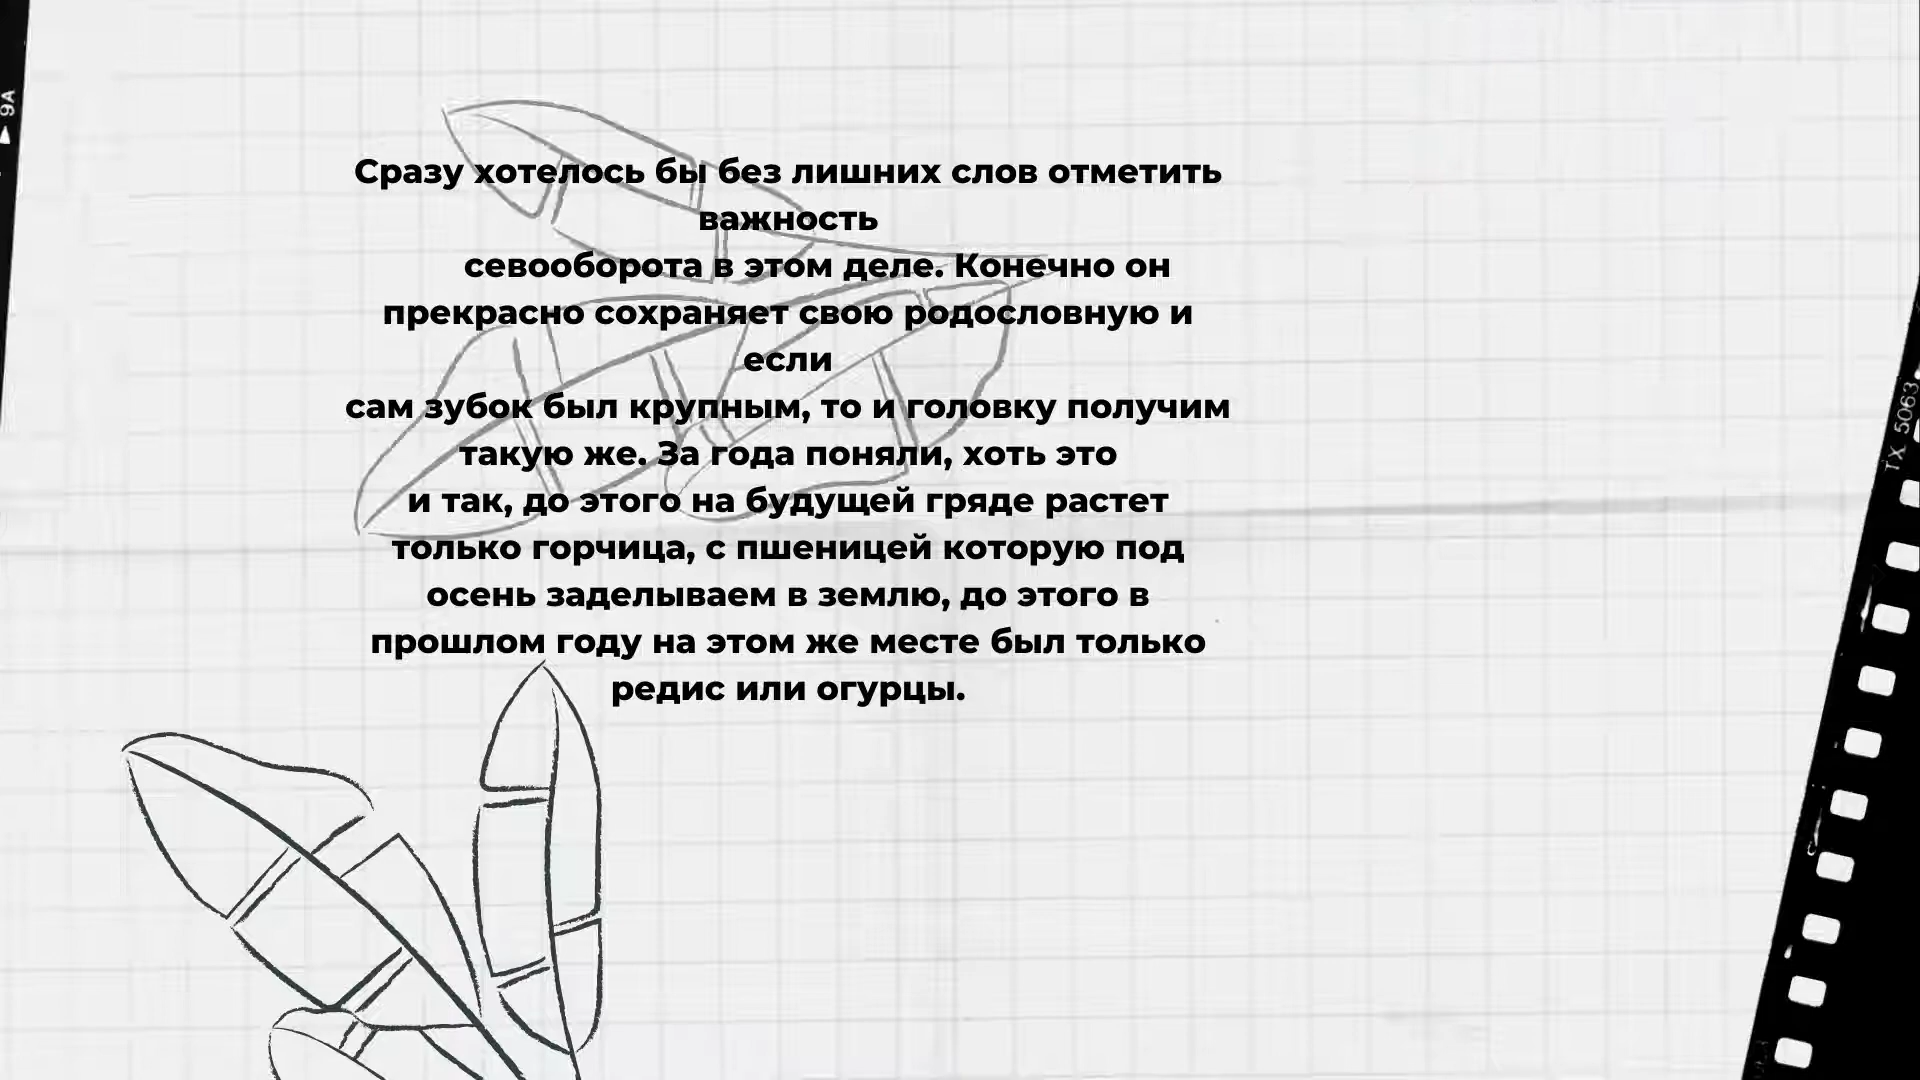 Сразу хотелось бы без лишних слов отметить
важность
севооборота в этом деле. Конечно он
прекрасно сохраняет свою родословную и
если
сам зубок был крупным, то и головку получим
такую же. За года поняли, хоть это
и так, до этого на будущей гряде растет
только горчица, с пшеницей которую под
осень заделываем в землю, до этого в
прошлом году на этом же месте был только
редис или огурцы.
9A
TX 5063